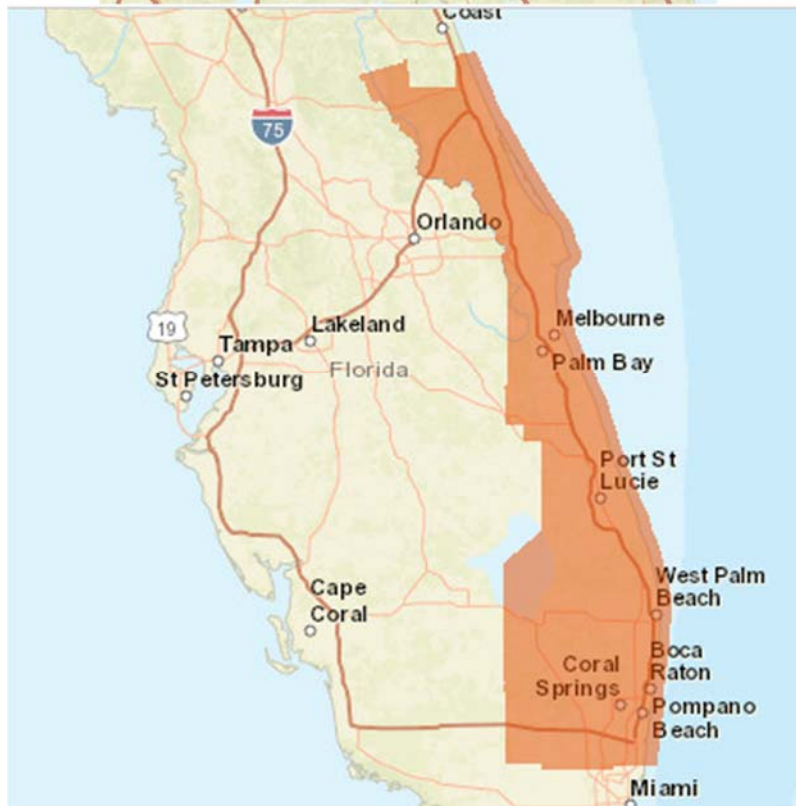 Coast
75
Orlando
19
Lakeland
Tampa
Florida
St Petersburg
Melbourne
Palm Bay
Port St
Lucie
West Palm
Beach
Cape
Coral
Boca
Raton
Coral
Springs
Pompano
Beach
Miami